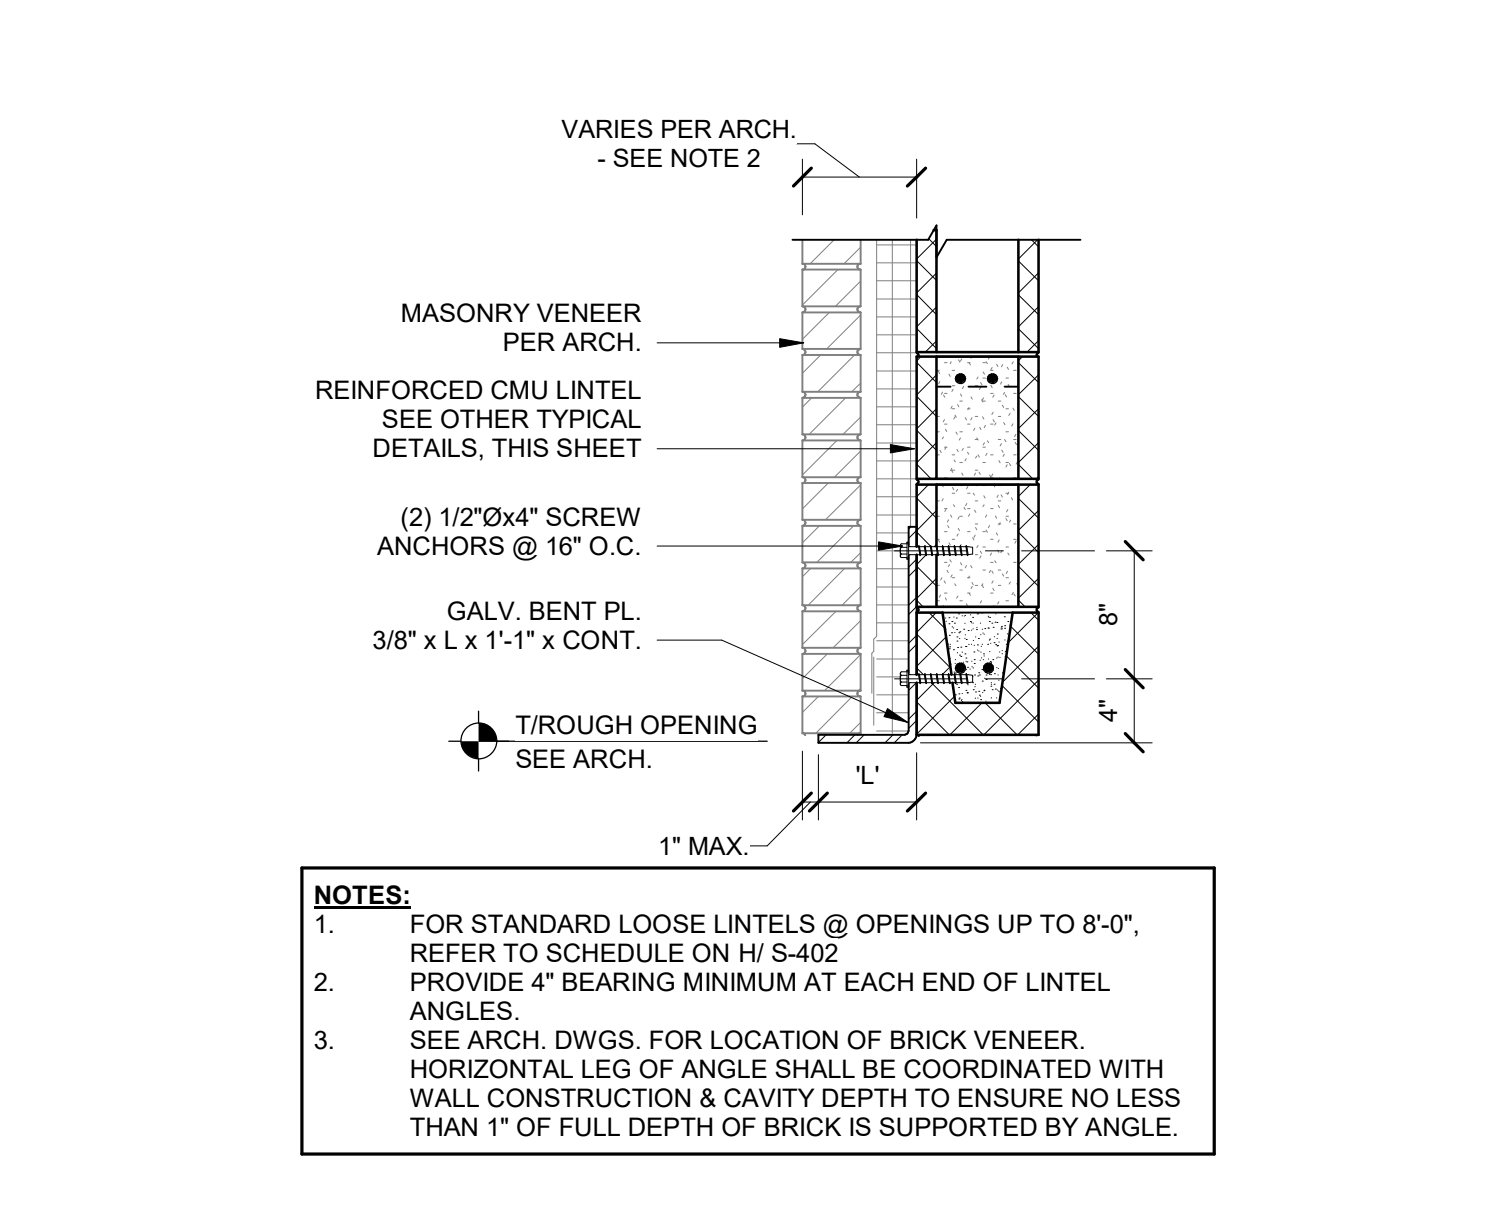 VARIES PER ARCH.
- SEE NOTE 2
MASONRY VENEER
PER ARCH.
REINFORCED CMU LINTEL
SEE OTHER TYPICAL
DETAILS, THIS SHEET
(2) 1/2"Øx4" SCREW
ANCHORS @ 16" O.C.
GALV. BENT PL.
3/8" x L x 1'-1" x CONT.
8"
4"
T/ROUGH OPENING
SEE ARCH.
'L'
1" MAX.
NOTES:
1. FOR STANDARD LOOSE LINTELS @ OPENINGS UP TO 8'-0",
REFER TO SCHEDULE ON H/ S-402
2. PROVIDE 4" BEARING MINIMUM AT EACH END OF LINTEL
ANGLES.
3. SEE ARCH. DWGS. FOR LOCATION OF BRICK VENEER.
HORIZONTAL LEG OF ANGLE SHALL BE COORDINATED WITH
WALL CONSTRUCTION & CAVITY DEPTH TO ENSURE NO LESS
THAN 1" OF FULL DEPTH OF BRICK IS SUPPORTED BY ANGLE.